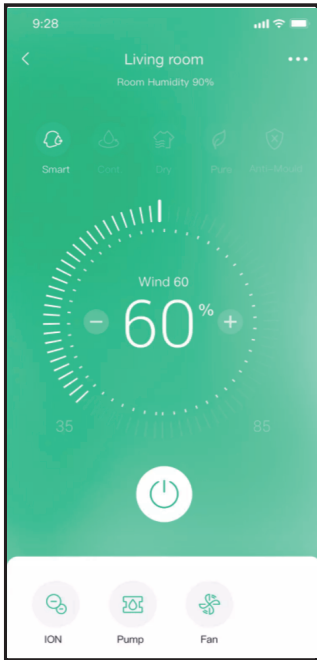 9:28
Living room
Room Humidity 90%
Smart Cont Dry Pure Anti-Mould
Wind 60
60%
35 85
ION Pump Fan